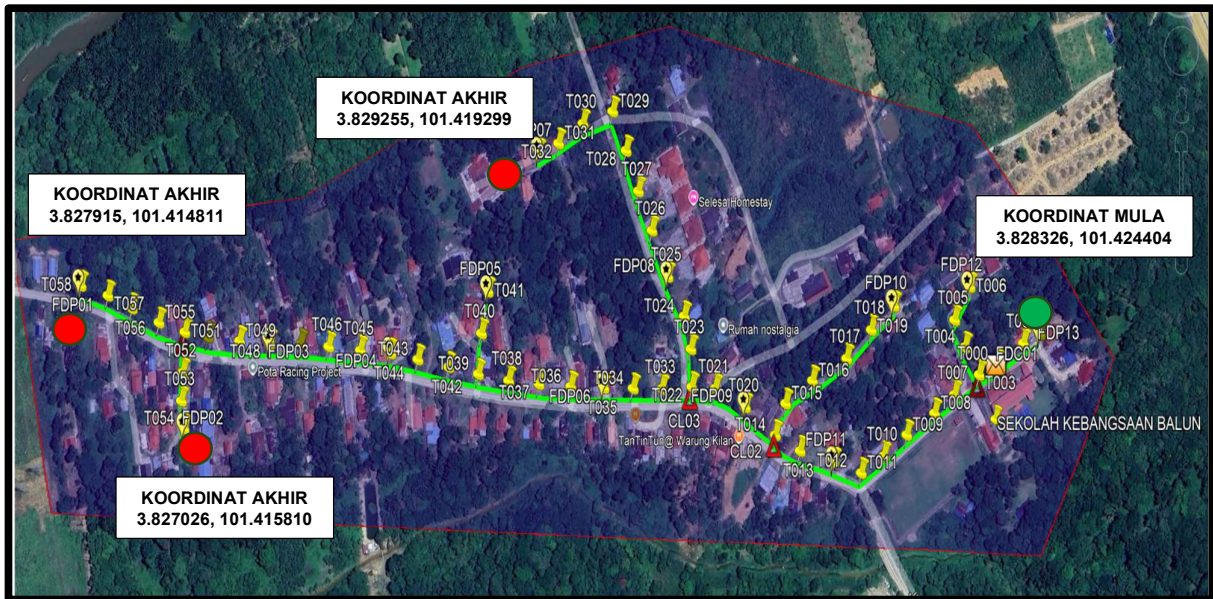 KOORDINAT AKHIR
3.829255, 101.419299
KOORDINAT AKHIR
3.827915, 101.414811
KOORDINAT MULA
3.828326, 101.424404
KOORDINAT AKHIR
3.827026, 101.415810
T030
T029
T031
T032
T028
T027
T026
Selesa Homestay
T025
FDP08
T024
T023
Rumah nostalgia
FDP05
T041
T040
FDP10
T018
T019
T017
T016
T015
FDP12
T006
T005
T004
FDP13
T000
FDC01
T007
T003
T008
SEKOLAH KEBANGSAAN BALUN
T009
T010
T011
FDP11
T012
T013
CL02
T014
T020
TanTinTun@ Warung Kilan
T021
FDP09
CL03
T022
T033
T034
T035
FDP06
T036
T037
T038
T039
T042
T043
T044
T045
FDP04
T046
FDP03
T049
T048
Pota Racing Project
T051
T052
T053
T054
FDP02
T055
T056
T057
T058
FDP01